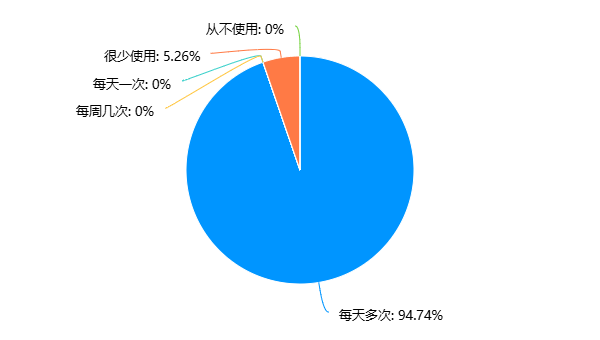 从不使用: 0%
很少使用: 5.26%
每天一次: 0%
每周几次: 0%
每天多次: 94.74%